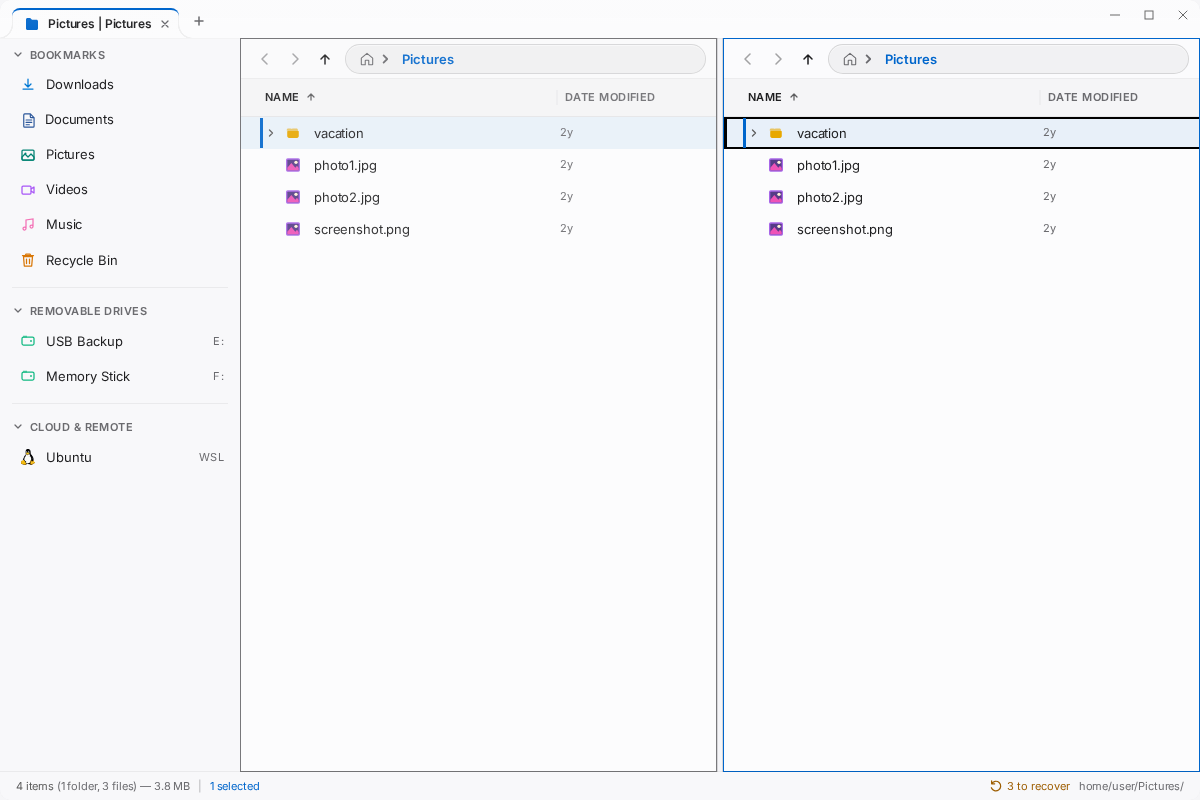 Pictures | Pictures
BOOKMARKS
Downloads
Documents
Pictures
Videos
Music
Recycle Bin
REMOVABLE DRIVES
USB Backup E:
Memory Stick F:
CLOUD & REMOTE
Ubuntu WSL
Pictures
NAME DATE MODIFIED
vacation 2y
photo1.jpg 2y
photo2.jpg 2y
screenshot.png 2y
Pictures
NAME DATE MODIFIED
vacation 2y
photo1.jpg 2y
photo2.jpg 2y
screenshot.png 2y
4 items (1 folder, 3 files) — 3.8 MB | 1 selected
3 to recover home/user/Pictures/